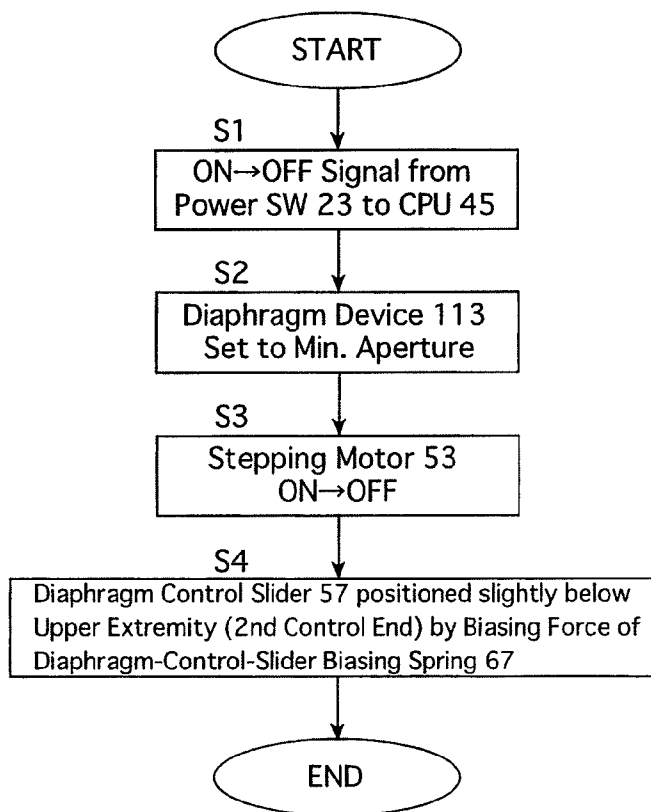 START
S1
ON→OFF Signal from
Power SW 23 to CPU 45
S2
Diaphragm Device 113
Set to Min. Aperture
S3
Stepping Motor 53
ON→OFF
S4
Diaphragm Control Slider 57 positioned slightly below
Upper Extremity (2nd Control End) by Biasing Force of
Diaphragm-Control-Slider Biasing Spring 67
END